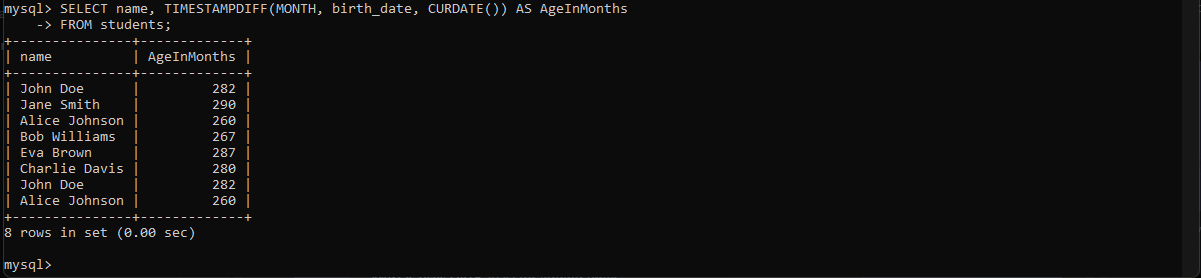 mysql> SELECT name, TIMESTAMPDIFF(MONTH, birth_date, CURDATE()) AS AgeInMonths
    -> FROM students;
+---------------+-------------+
| name          | AgeInMonths |
+---------------+-------------+
| John Doe      |         282 |
| Jane Smith    |         290 |
| Alice Johnson |         260 |
| Bob Williams  |         267 |
| Eva Brown     |         287 |
| Charlie Davis |         280 |
| John Doe      |         282 |
| Alice Johnson |         260 |
+---------------+-------------+
8 rows in set (0.00 sec)

mysql>